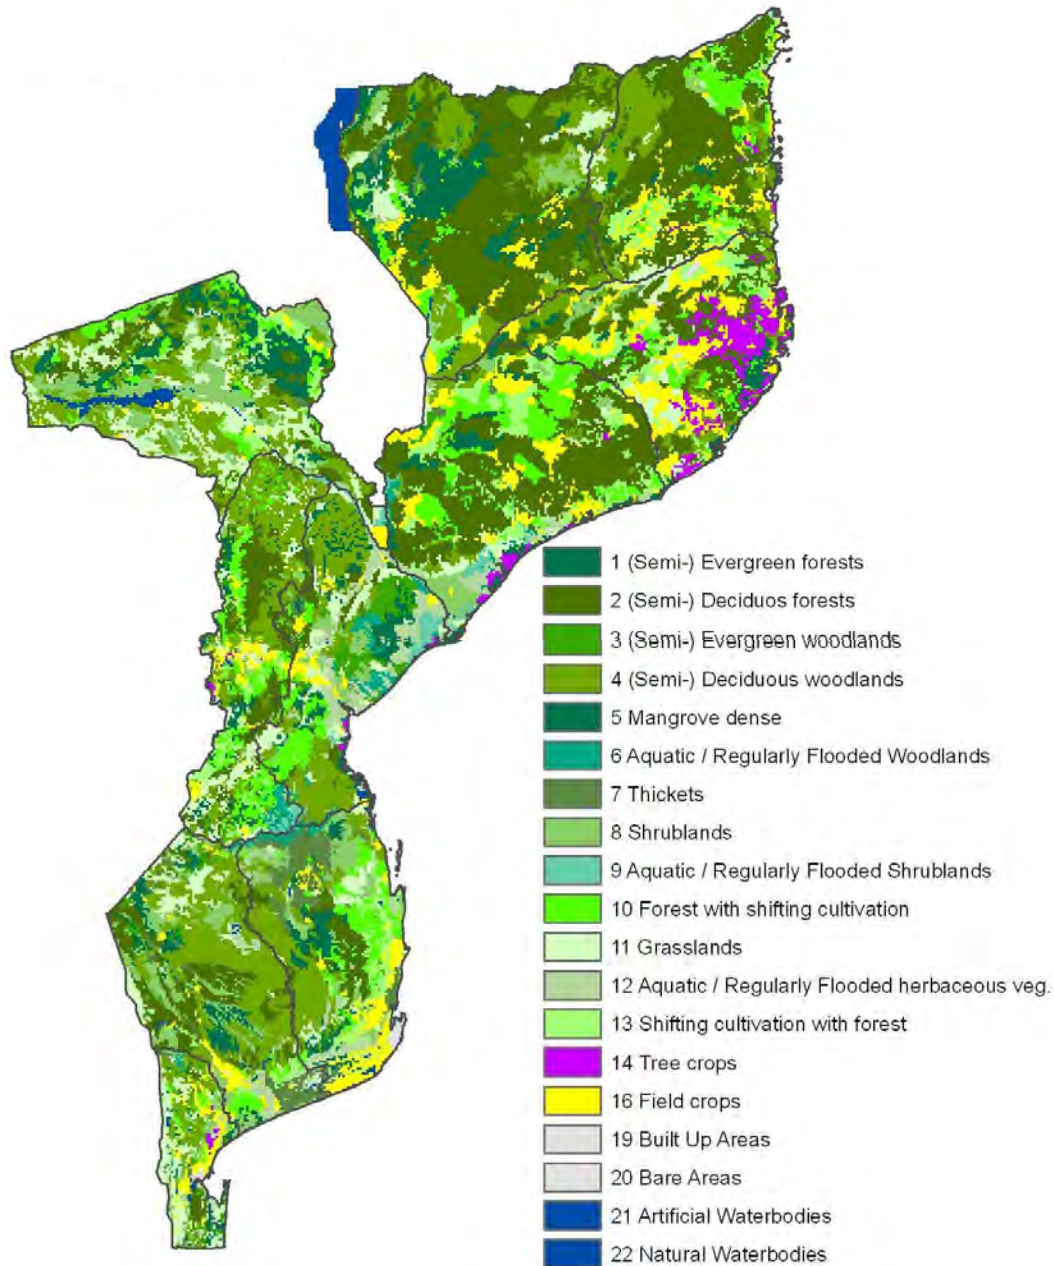 1 (Semi-) Evergreen forests
2 (Semi-) Deciduos forests
3 (Semi-) Evergreen woodlands
4 (Semi-) Deciduous woodlands
5 Mangrove dense
6 Aquatic / Regularly Flooded Woodlands
7 Thickets
8 Shrublands
9 Aquatic / Regularly Flooded Shrublands
10 Forest with shifting cultivation
11 Grasslands
12 Aquatic / Regularly Flooded herbaceous veg.
13 Shifting cultivation with forest
14 Tree crops
16 Field crops
19 Built Up Areas
20 Bare Areas
21 Artificial Waterbodies
22 Natural Waterbodies